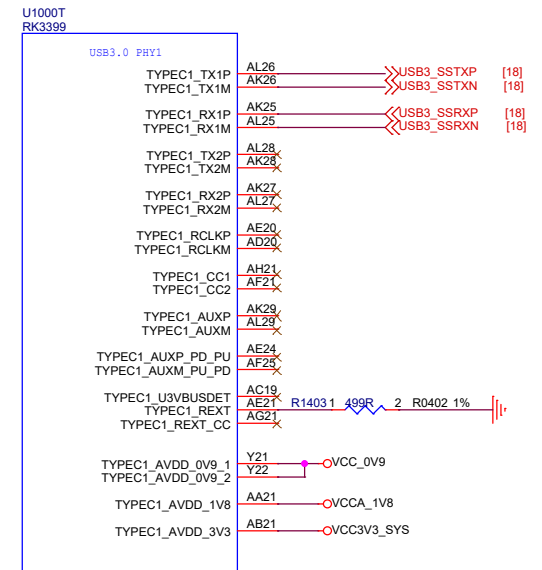 U1000T
RK3399
USB3.0 PHY1
TYPEC1_TX1P AL26 USB3_SSTXP [18]
TYPEC1_TX1M AK26 USB3_SSTXN [18]
TYPEC1_RX1P AK25 USB3_SSRXP [18]
TYPEC1_RX1M AL25 USB3_SSRXN [18]
TYPEC1_TX2P AL28
TYPEC1_TX2M AK28
TYPEC1_RX2P AK27
TYPEC1_RX2M AL27
TYPEC1_RCLKP AE20
TYPEC1_RCLKM AD20
TYPEC1_CC1 AH21
TYPEC1_CC2 AF21
TYPEC1_AUXP AK29
TYPEC1_AUXM AL29
TYPEC1_AUXP_PD_PU AE24
TYPEC1_AUXM_PU_PD AF25
TYPEC1_U3VBUSDET AC19
TYPEC1_REXT AE21 R1403 1 499R 2 R0402 1%
TYPEC1_REXT_CC AG21
TYPEC1_AVDD_0V9_1 Y21 VCC_0V9
TYPEC1_AVDD_0V9_2 Y22
TYPEC1_AVDD_1V8 AA21 VCCA_1V8
TYPEC1_AVDD_3V3 AB21 VCC3V3_SYS